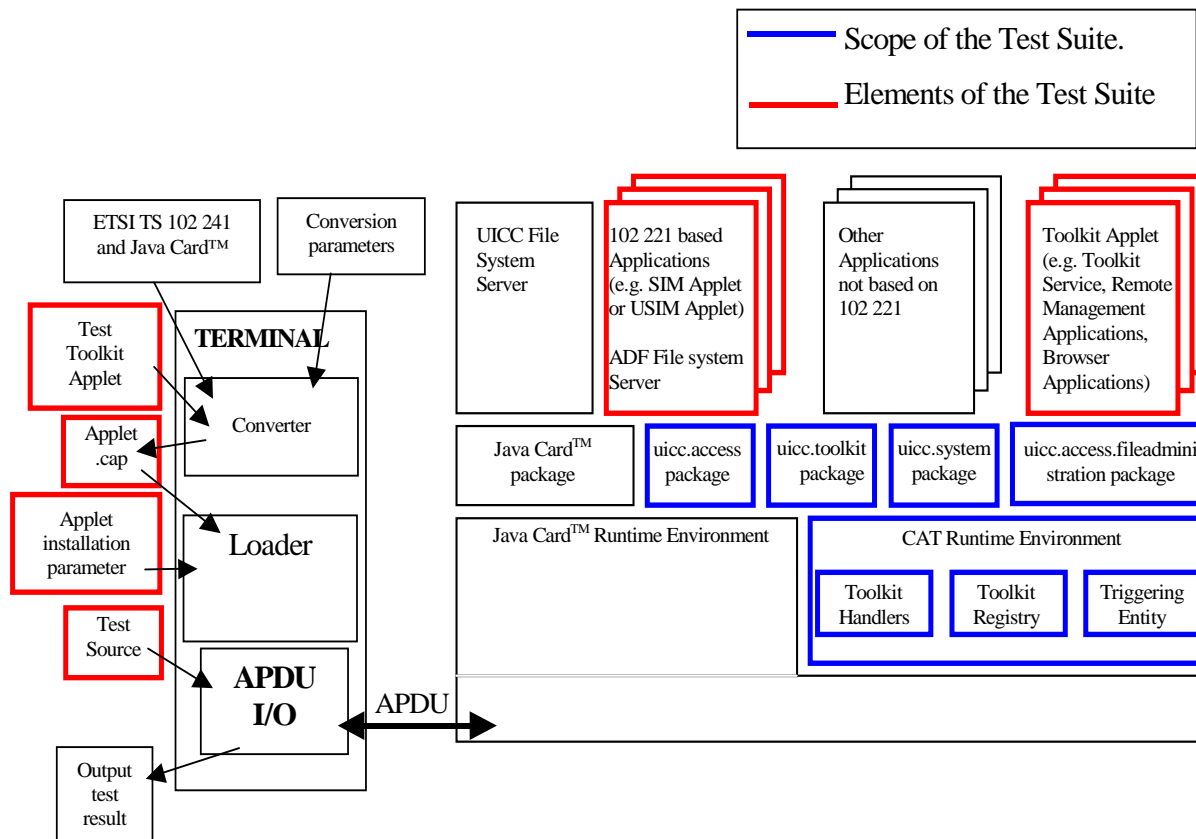 Scope of the Test Suite.
Elements of the Test Suite
ETSI TS 102 241
and Java Card™
Conversion
parameters
UICC File
System
Server
102 221 based
Applications
(e.g. SIM Applet
or USIM Applet)
ADF File system
Server
Other
Applications
not based on
102 221
Toolkit Applet
(e.g. Toolkit
Service, Remote
Management
Applications,
Browser
Applications)
Test
Toolkit
Applet
TERMINAL
Converter
Applet
.cap
Java Card™
package
uicc.access
package
uicc.toolkit
package
uicc.system
package
uicc.access.fileadmini
stration package
Applet
installation
parameter
Loader
Java Card™ Runtime Environment
CAT Runtime Environment
Toolkit
Handlers
Toolkit
Registry
Triggering
Entity
Test
Source
APDU
I/O
APDU
Output
test
result